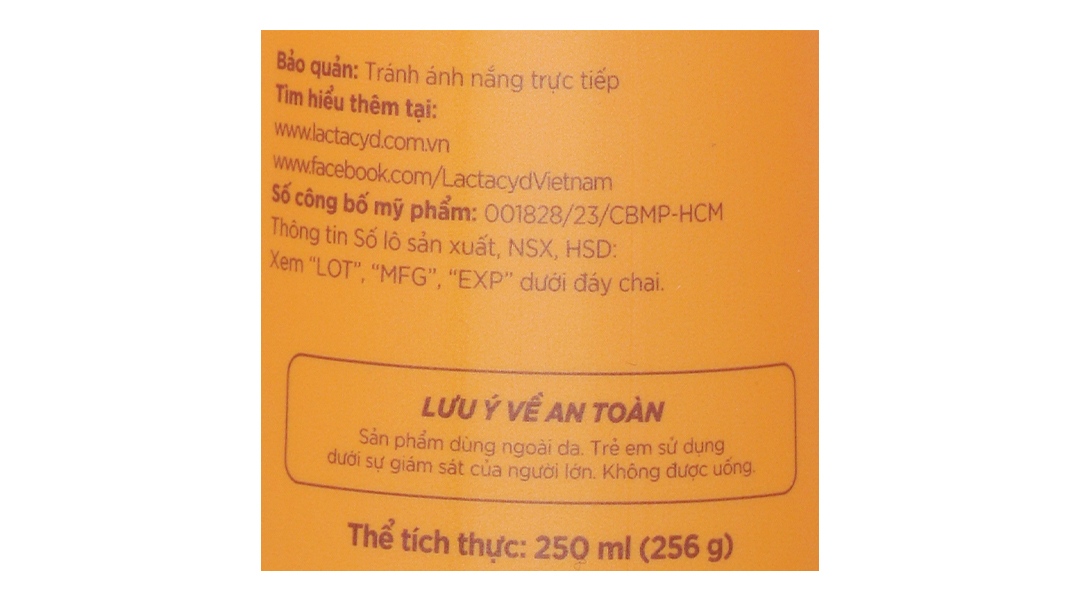 Bảo quản: Tránh ánh nắng trực tiếp
Tìm hiểu thêm tại:
www.lactacyd.com.vn
www.facebook.com/LactacydVietnam
Số công bố mỹ phẩm: 001828/23/CBMP-HCM
Thông tin Số lô sản xuất, NSX, HSD:
Xem "LOT", "MFG", "EXP" dưới đáy chai.
LƯU Ý VỀ AN TOÀN
Sản phẩm dùng ngoài da. Trẻ em sử dụng
dưới sự giám sát của người lớn. Không được uống.
Thể tích thực: 250 ml (256 g)